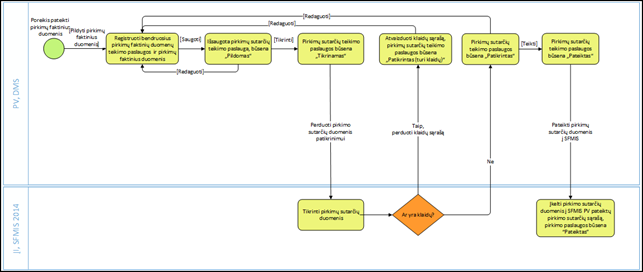 Poreikis pateikti
pirkimų faktinius
duomenis
[Pildyti pirkimų
faktinius
duomenis]
Registruoti bendruosius
pirkimų faktinių duomenų
teikimo paslaugos ir pirkimų
faktinius duomenis
[Saugoti]
Išsaugota pirkimų sutarčių
teikimo paslauga, būsena
„Pildomas“
[Tikrinti]
Pirkimų sutarčių
teikimo paslaugos
būsena
„Tikrinamas“
Atvaizduoti klaidų sąrašą,
pirkimų sutarčių teikimo
paslaugos būsena
„Patikrintas (turi klaidų)“
Pirkimų sutarčių
teikimo paslaugos
būsena „Patikrintas“
[Teikti]
Pirkimų sutarčių
teikimo paslaugos
būsena „Pateiktas“
[Redaguoti]
[Redaguoti]
[Redaguoti]
PV, DMS
Perduoti pirkimo
sutarčių duomenis
patikrinimui
Taip,
perduoti klaidų sąrašą
Ne
Pateikti pirkimų
sutarčių duomenis
į SFMIS
JI, SFMIS 2014
Tikrinti pirkimų sutarčių
duomenis
Ar yra klaidų?
Įkelti pirkimo sutarčių
duomenis į SFMIS PV pateiktų
pirkimo sutarčių sąrašą,
pirkimo paslaugos būsena
"Pateiktas"